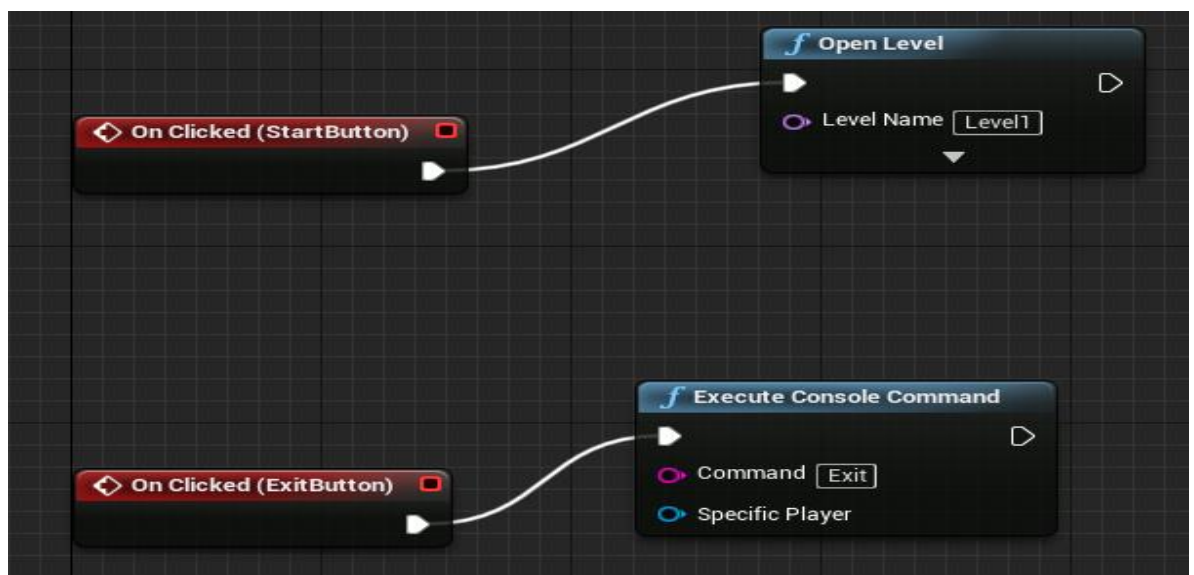 Open Level
Level Name Level1
On Clicked (StartButton)
Execute Console Command
Command Exit
Specific Player
On Clicked (ExitButton)